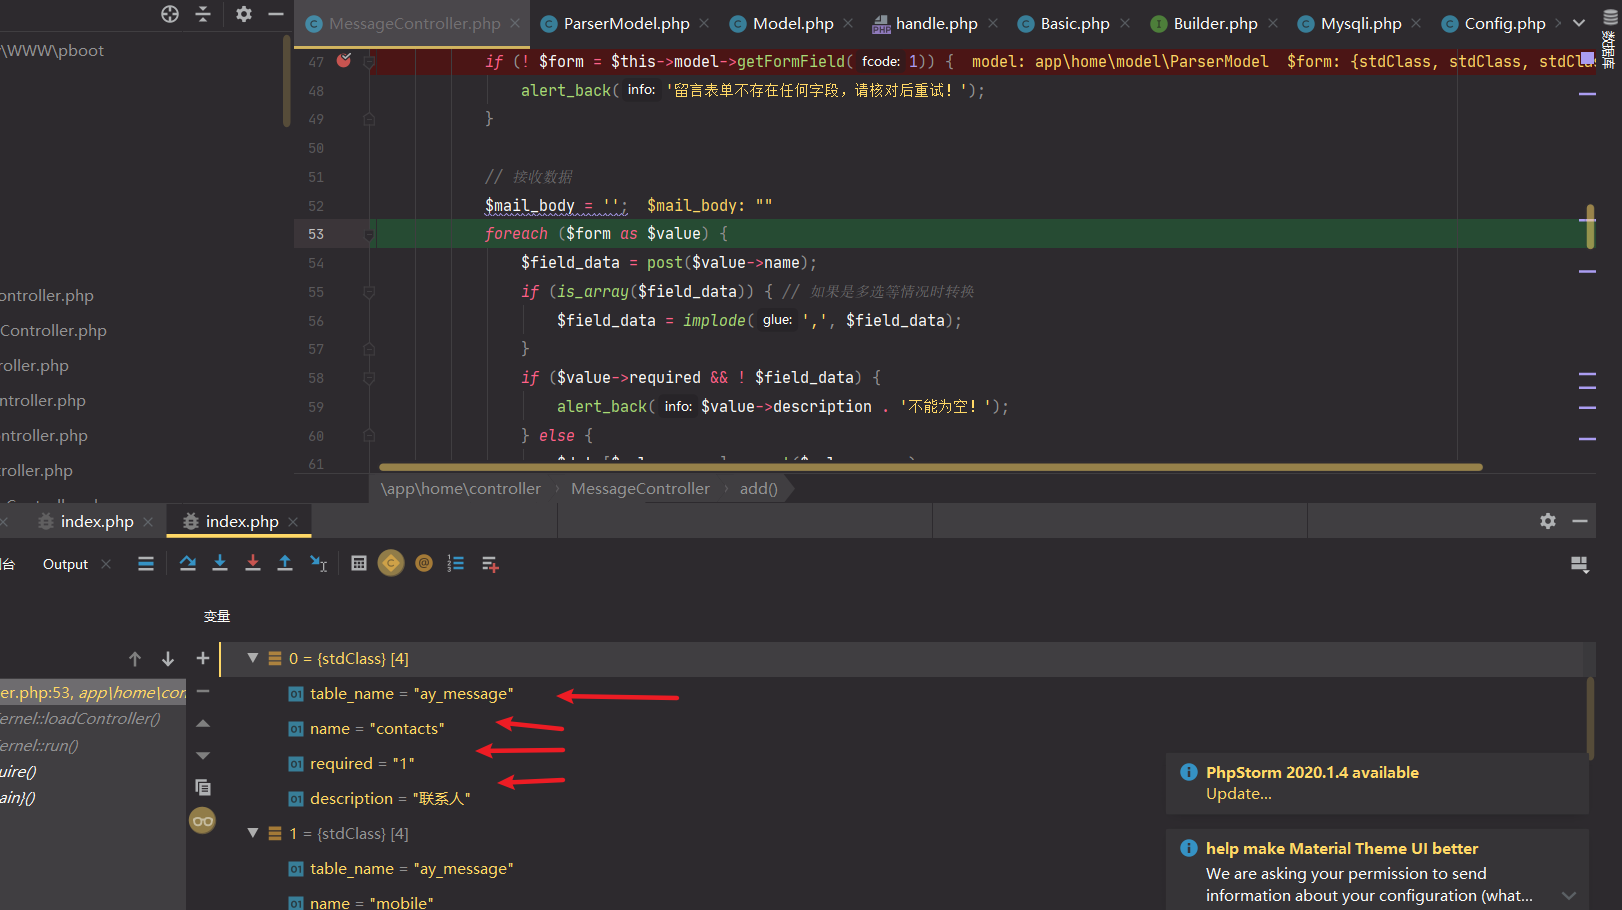 \WWW\pboot
ontroller.php
Controller.php
roller.php
ntroller.php
ontroller.php
roller.php
MessageController.php
ParserModel.php
Model.php
handle.php
Basic.php
Builder.php
Mysqli.php
Config.php
数据库
47 if (! $form = $this->model->getFormField( fcode: 1)) { model: app\home\model\ParserModel $form: {stdClass, stdClass, stdCla
48 alert_back( info: '留言表单不存在任何字段，请核对后重试！');
49 }
50
51 // 接收数据
52 $mail_body = ''; $mail_body: ""
53 foreach ($form as $value) {
54 $field_data = post($value->name);
55 if (is_array($field_data)) { // 如果是多选等情况时转换
56 $field_data = implode( glue: ',', $field_data);
57 }
58 if ($value->required && ! $field_data) {
59 alert_back( info: $value->description . '不能为空！');
60 } else {
61
\app\home\controller › MessageController › add()
index.php
index.php
台
Output
变量
er.php:53, app\home\con
ernel::loadController()
ernel::run()
uire()
ain}()
0 = {stdClass} [4]
table_name = "ay_message"
name = "contacts"
required = "1"
description = "联系人"
1 = {stdClass} [4]
table_name = "ay_message"
name = "mobile"
PhpStorm 2020.1.4 available
Update...
help make Material Theme UI better
We are asking your permission to send
information about your configuration (what...